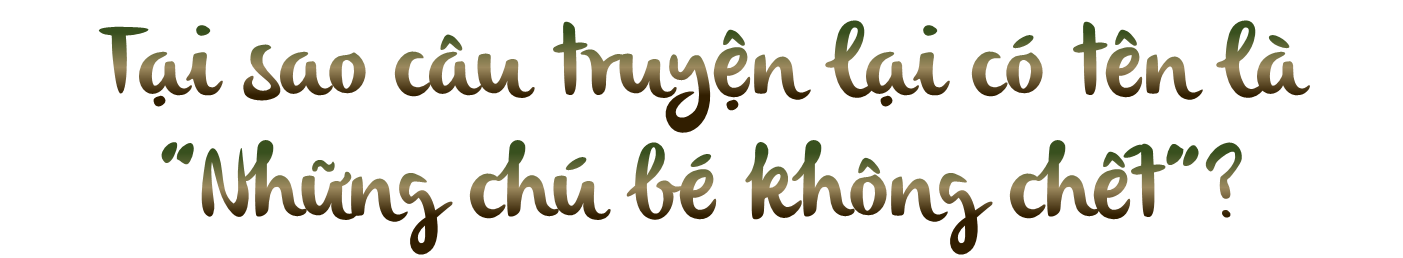 Tại sao câu truyện lại có tên là
“Những chú bé không chết”?